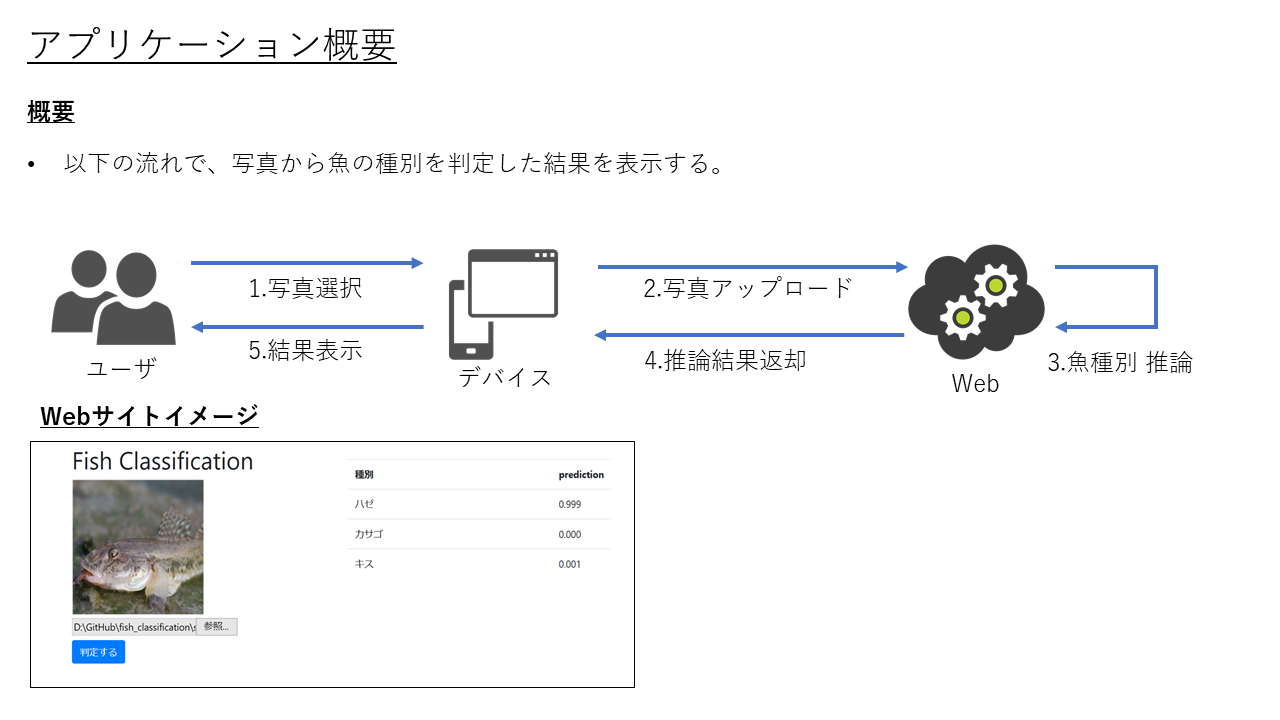 アプリケーション概要
概要
• 以下の流れで、写真から魚の種別を判定した結果を表示する。
1.写真選択
2.写真アップロード
5.結果表示
4.推論結果返却
3.魚種別 推論
ユーザ
デバイス
Web
Webサイトイメージ
Fish Classification
種別 prediction
ハゼ 0.999
カサゴ 0.000
キス 0.001
D:\GitHub\fish_classification\s 参照...
判定する